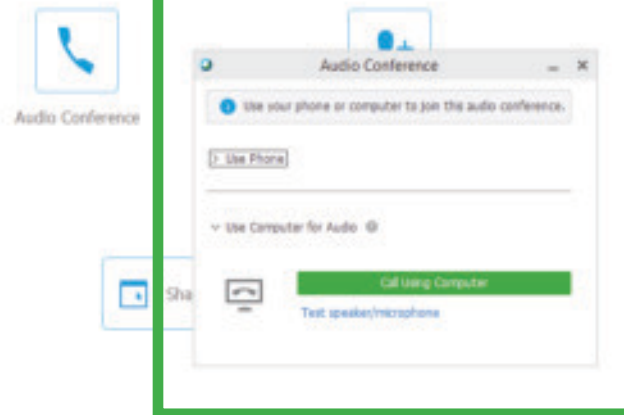 Audio Conference
Audio Conference
Use your phone or computer to join this audio conference.
> Use Phone
Use Computer for Audio
Call Using Computer
Sha
Test speaker/microphone